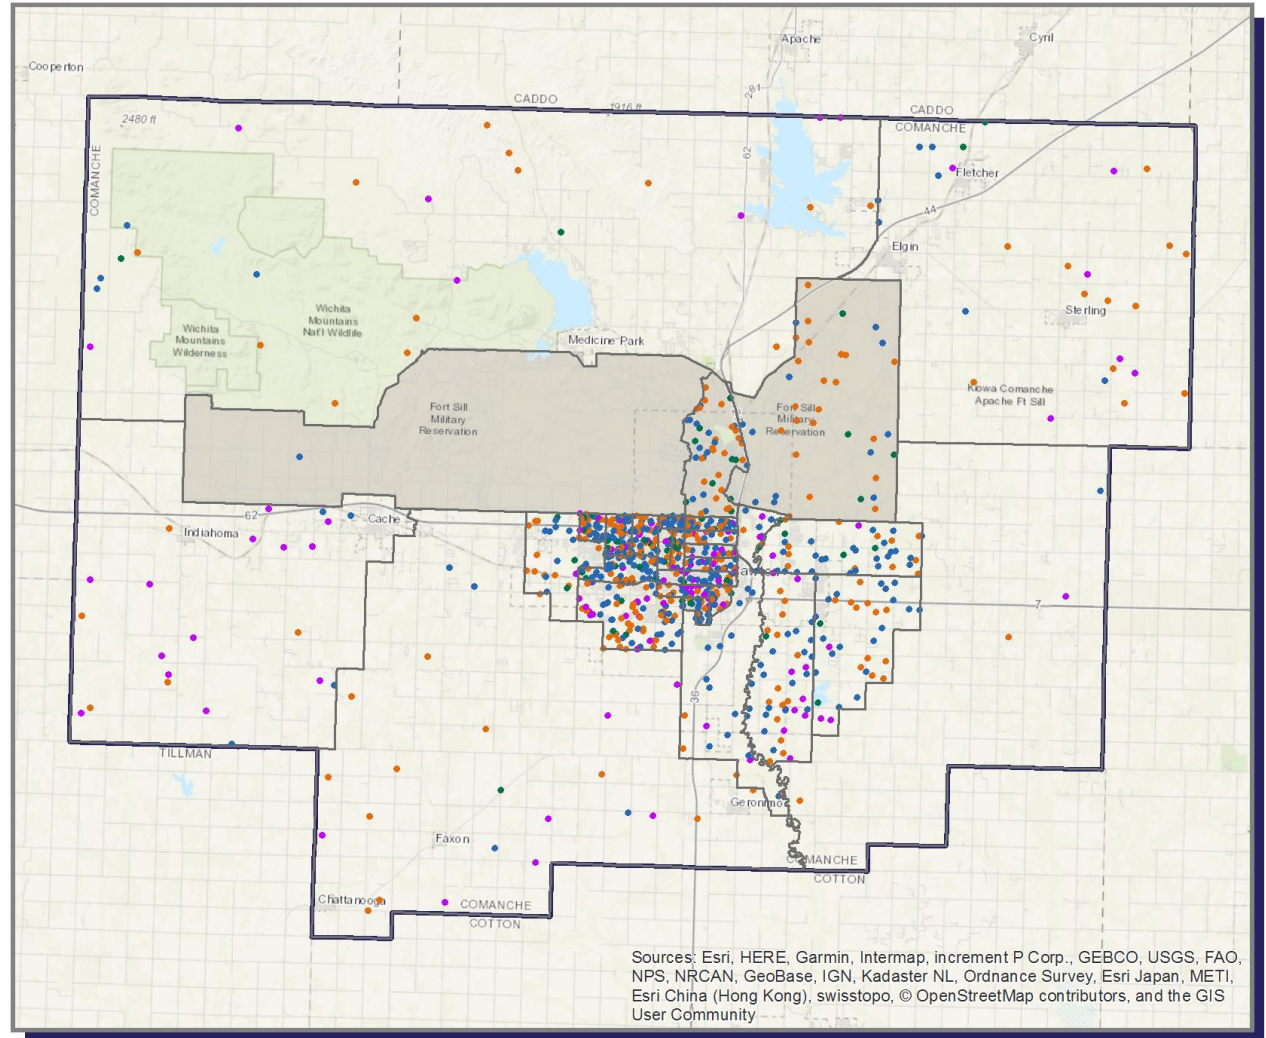 Apache
Cyril
Cooperton
281
CADDO
1916 ft
CADDO
2480 ft
COMANCHE
COMANCHE
62
Fletcher
44
Elgin
Wichita
Mountains
Nat'l Wildlife
Wichita
Mountains
Wilderness
Sterling
Medicine Park
Kiowa Comanche
Apache Ft Sill
Fort Sill
Military
Reservation
Fort Sill
Military
Reservation
62
Cache
Indiahoma
7
36
TILLMAN
Geronimo
Faxon
COMANCHE
COTTON
Chattanooga
COMANCHE
COTTON
Sources: Esri, HERE, Garmin, Intermap, increment P Corp., GEBCO, USGS, FAO,
NPS, NRCAN, GeoBase, IGN, Kadaster NL, Ordnance Survey, Esri Japan, METI,
Esri China (Hong Kong), swisstopo, © OpenStreetMap contributors, and the GIS
User Community